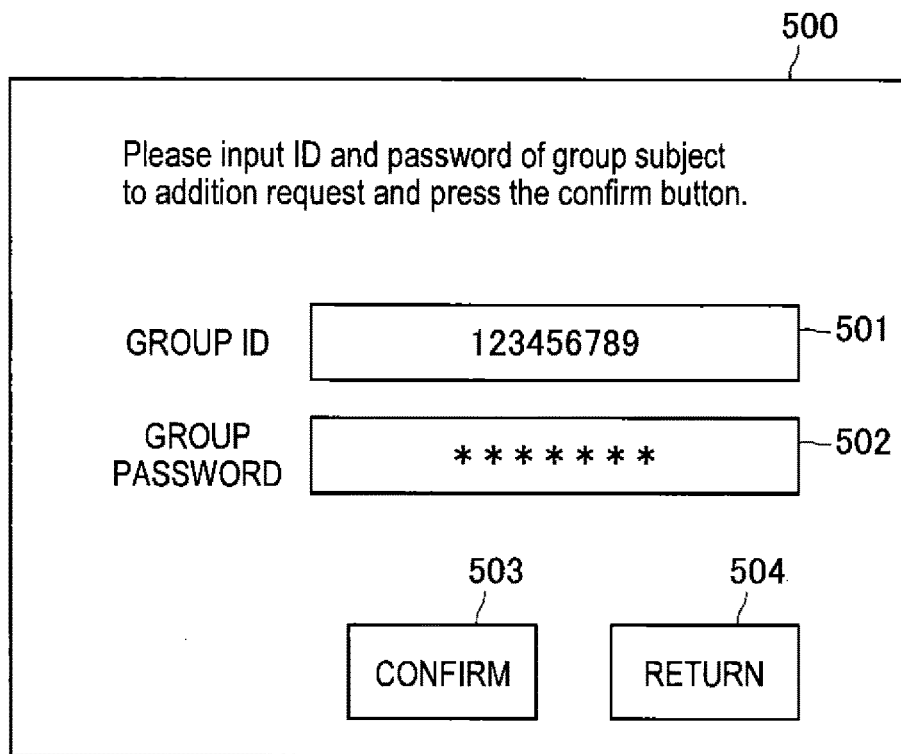 500
Please input ID and password of group subject
to addition request and press the confirm button.
GROUP ID
123456789
501
GROUP
PASSWORD
*******
502
503
504
CONFIRM
RETURN